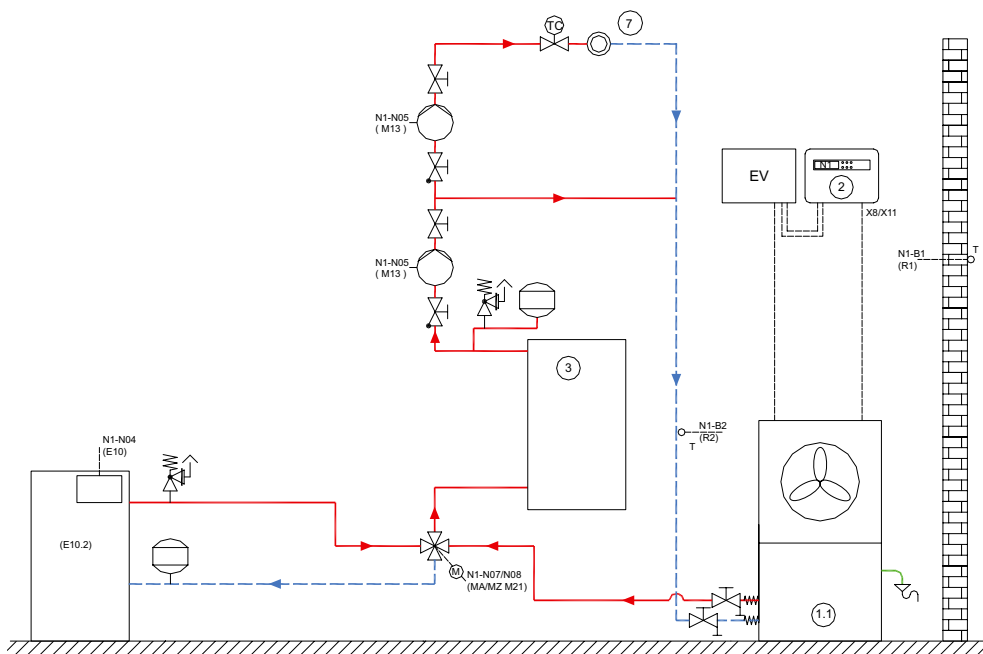 TC
7
N1-N05
( M13 )
EV
N1
2
X8/X11
N1-B1
(R1)
T
N1-N05
( M13 )
3
N1-B2
(R2)
T
N1-N04
(E10)
(E10.2)
M
N1-N07/N08
(MA/MZ M21)
1.1